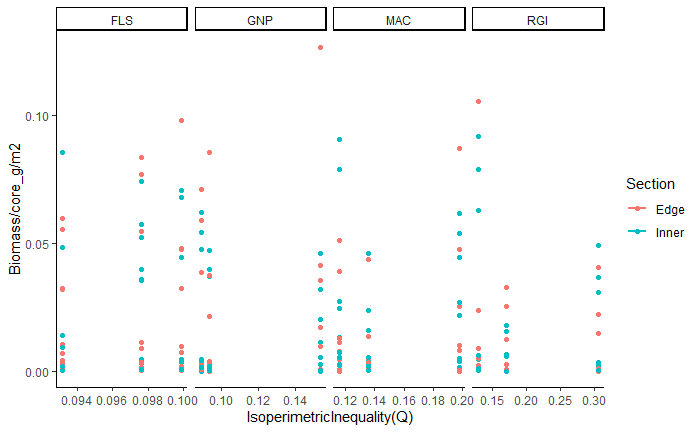 FLS GNP MAC RGI
0.10
0.05
0.00
Biomass/core_g/m2
0.094 0.096 0.098 0.100 0.10 0.12 0.14 0.12 0.14 0.16 0.18 0.20 0.15 0.20 0.25 0.30
IsoperimetricInequality(Q)
Section
Edge
Inner